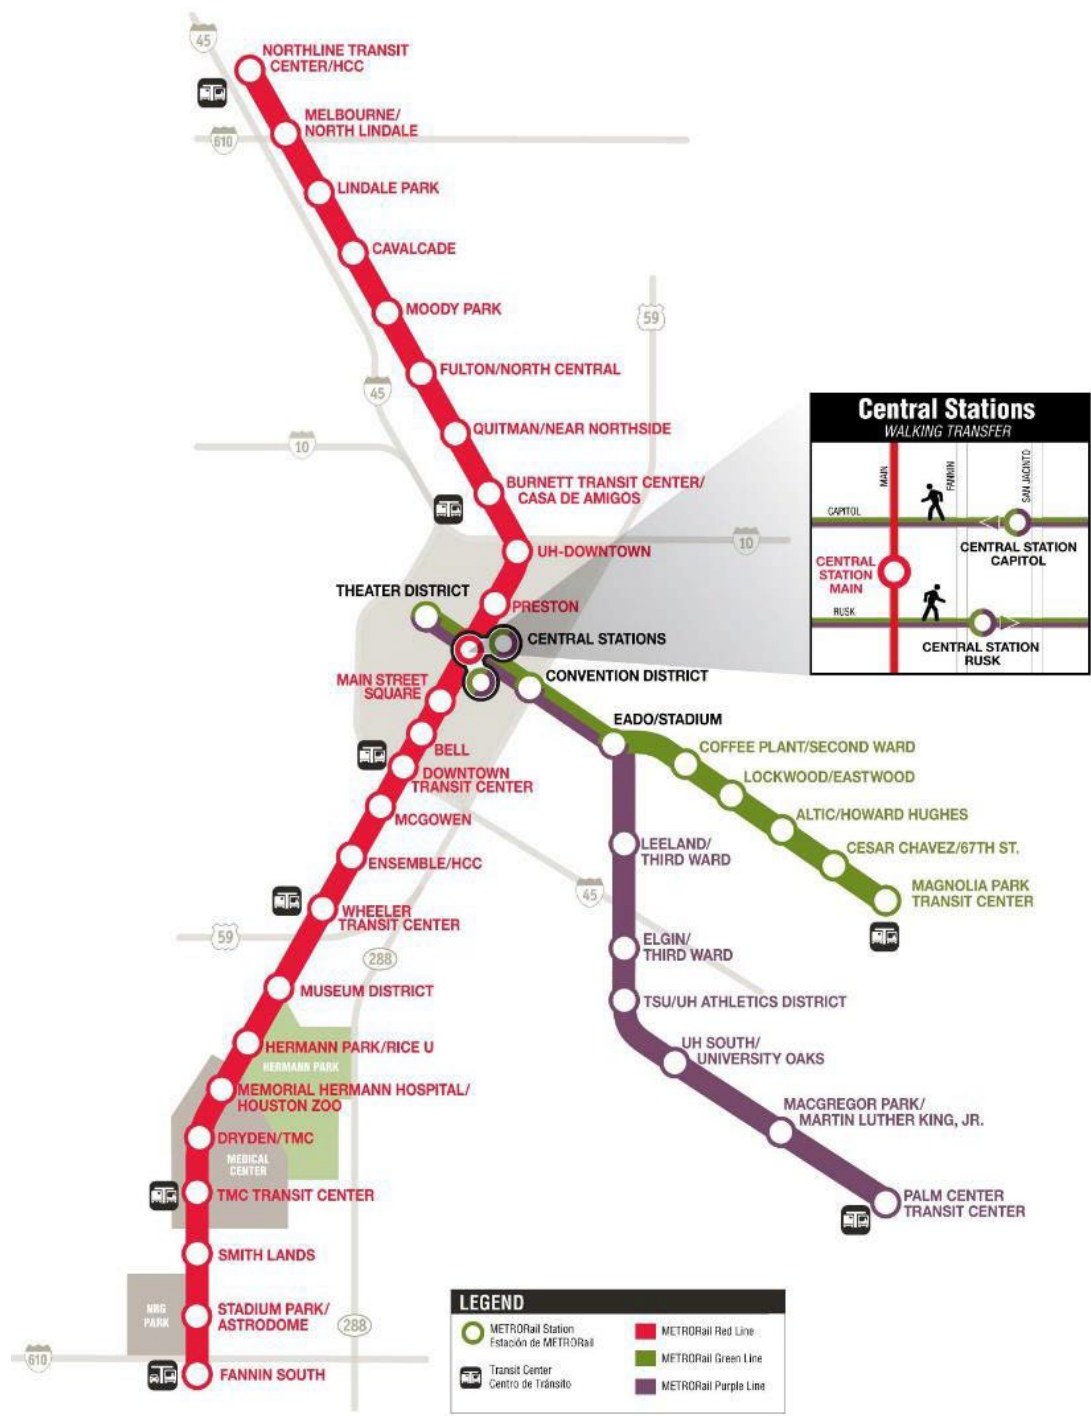 45
NORTHLINE TRANSIT
CENTER/HCC
MELBOURNE/
NORTH LINDALE
610
LINDALE PARK
CAVALCADE
MOODY PARK
59
FULTON/NORTH CENTRAL
45
QUITMAN/NEAR NORTHSIDE
10
BURNETT TRANSIT CENTER/
CASA DE AMIGOS
UH-DOWNTOWN
10
THEATER DISTRICT
PRESTON
CENTRAL STATIONS
MAIN STREET
SQUARE
CONVENTION DISTRICT
EADO/STADIUM
BELL
DOWNTOWN
TRANSIT CENTER
MCGOWEN
ENSEMBLE/HCC
WHEELER
TRANSIT CENTER
59
288
MUSEUM DISTRICT
HERMANN PARK/RICE U
HERMANN PARK
MEMORIAL HERMANN HOSPITAL/
HOUSTON ZOO
DRYDEN/TMC
MEDICAL
CENTER
TMC TRANSIT CENTER
SMITH LANDS
NRG
PARK
STADIUM PARK/
ASTRODOME
288
610
FANNIN SOUTH
COFFEE PLANT/SECOND WARD
LOCKWOOD/EASTWOOD
ALTIC/HOWARD HUGHES
CESAR CHAVEZ/67TH ST.
MAGNOLIA PARK
TRANSIT CENTER
LEELAND/
THIRD WARD
45
ELGIN/
THIRD WARD
TSU/UH ATHLETICS DISTRICT
UH SOUTH/
UNIVERSITY OAKS
MACGREGOR PARK/
MARTIN LUTHER KING, JR.
PALM CENTER
TRANSIT CENTER
Central Stations
WALKING TRANSFER
MAIN
FANNIN
SAN JACINTO
CAPITOL
CENTRAL STATION
CAPITOL
CENTRAL
STATION
MAIN
RUSK
CENTRAL STATION
RUSK
LEGEND
METRORail Station
Estación de METRORail
Transit Center
Centro de Tránsito
METRORail Red Line
METRORail Green Line
METRORail Purple Line